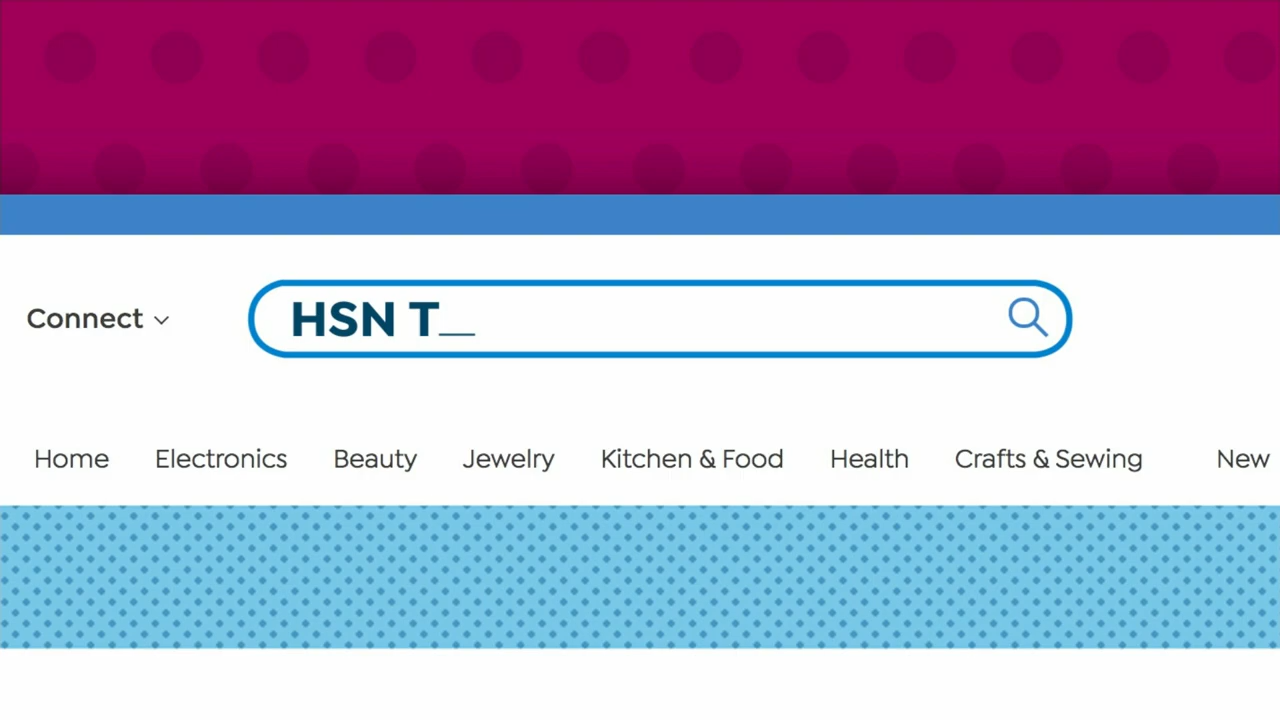 Connect
HSN T_
Home Electronics Beauty Jewelry Kitchen & Food Health Crafts & Sewing New